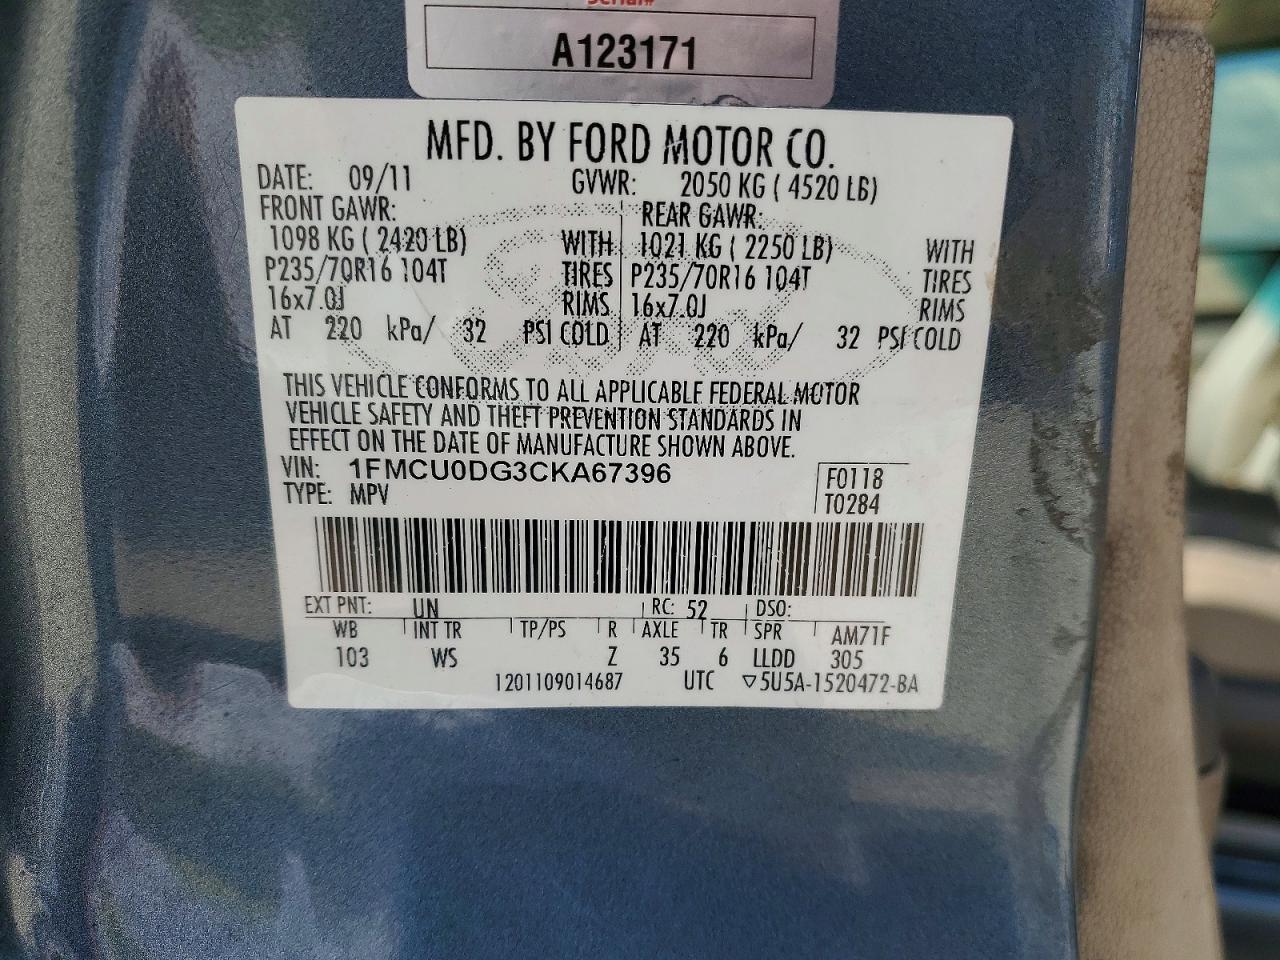 Serial#
A123171
MFD. BY FORD MOTOR CO.
DATE: 09/11 GVWR: 2050 KG ( 4520 LB)
FRONT GAWR: REAR GAWR:
1098 KG ( 2420 LB) WITH 1021 KG ( 2250 LB) WITH
P235/70R16 104T TIRES P235/70R16 104T TIRES
16x7.0J RIMS 16x7.0J RIMS
AT 220 kPa/ 32 PSI COLD AT 220 kPa/ 32 PSI COLD
THIS VEHICLE CONFORMS TO ALL APPLICABLE FEDERAL MOTOR
VEHICLE SAFETY AND THEFT PREVENTION STANDARDS IN
EFFECT ON THE DATE OF MANUFACTURE SHOWN ABOVE.
VIN: 1FMCU0DG3CKA67396 F0118
TYPE: MPV T0284
EXT PNT: UN RC: 52 DSO:
WB INT TR TP/PS R AXLE TR SPR AM71F
103 WS Z 35 6 LLDD 305
1201109014687 UTC ▽5U5A-1520472-BA